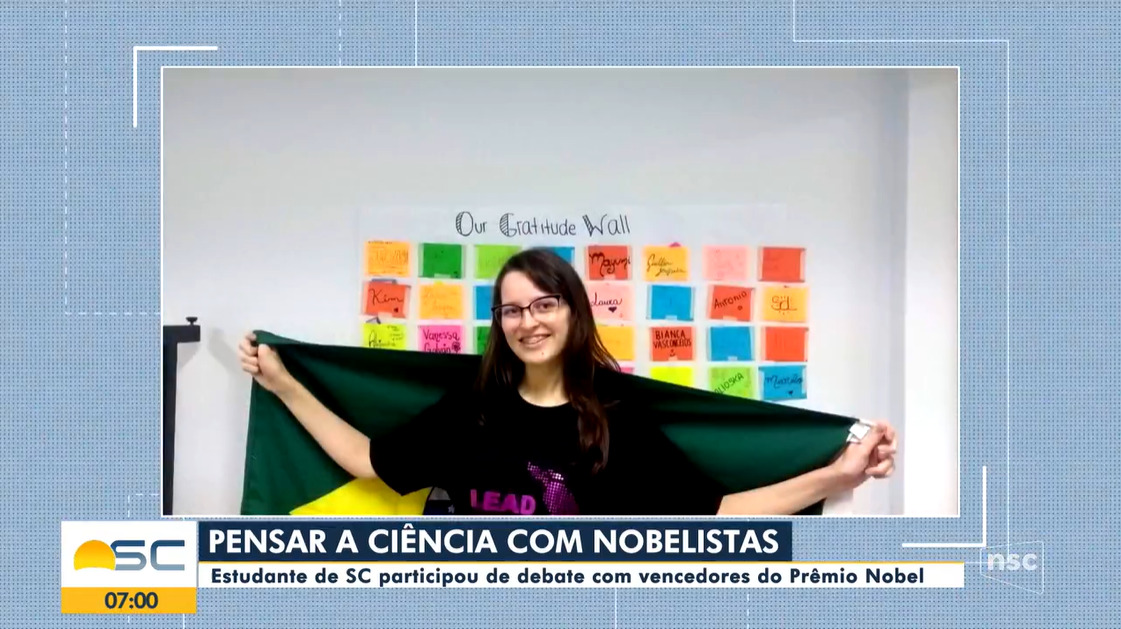 Our Gratitude Wall
Mayumi
Kim
Laura
Antonia
Vanessa
BIANCA
VASCONCELOS
LEAD
SC
PENSAR A CIÊNCIA COM NOBELISTAS
Estudante de SC participou de debate com vencedores do Prêmio Nobel
nsc
07:00